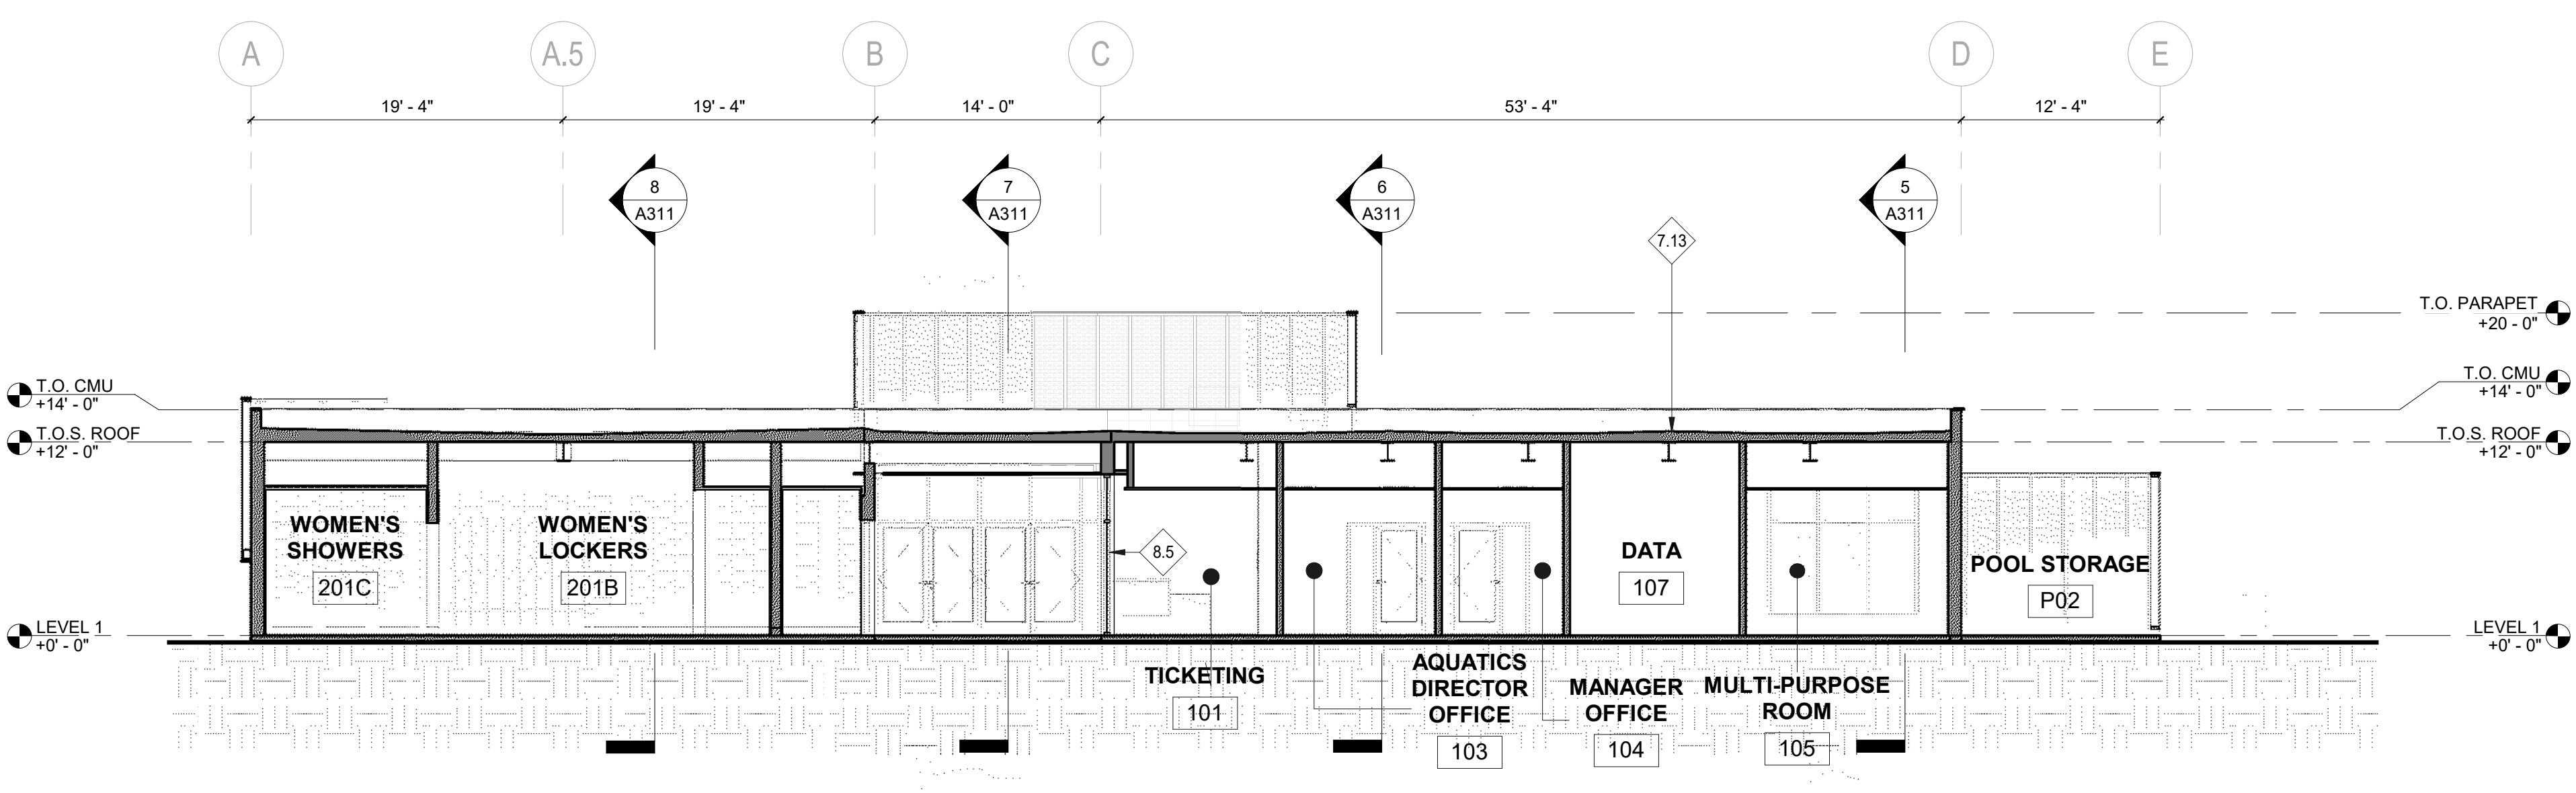 A A.5 B C D E
19' - 4" 19' - 4" 14' - 0" 53' - 4" 12' - 4"
8 7 6 5
A311 A311 A311 A311
7.13
T.O. PARAPET
+20 - 0"
T.O. CMU
+14' - 0"
T.O. CMU
+14' - 0"
T.O.S. ROOF
+12' - 0"
T.O.S. ROOF
+12' - 0"
WOMEN'S
SHOWERS
201C
WOMEN'S
LOCKERS
201B
8.5
DATA
107
POOL STORAGE
P02
LEVEL 1
+0' - 0"
LEVEL 1
+0' - 0"
TICKETING
101
AQUATICS
DIRECTOR
OFFICE
103
MANAGER
OFFICE
104
MULTI-PURPOSE
ROOM
105